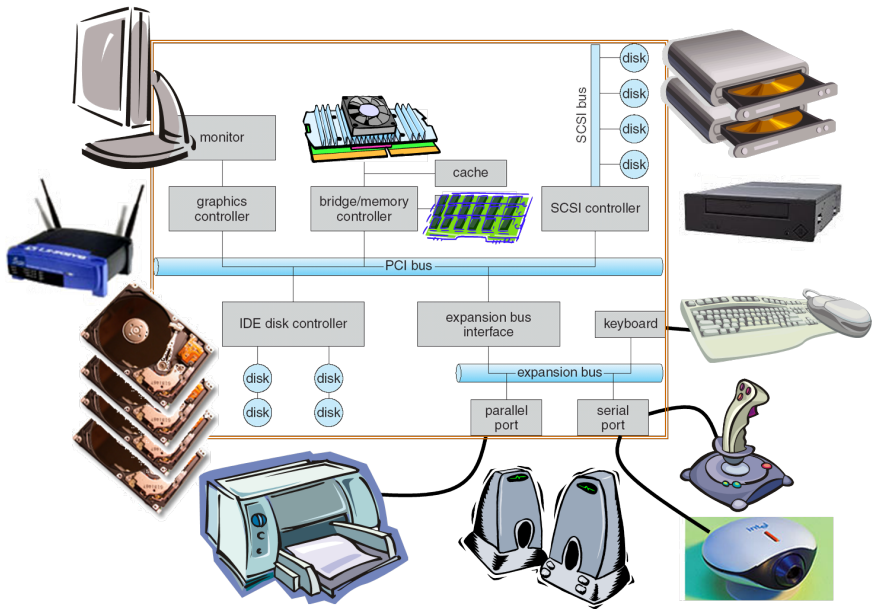 disk
SCSI bus
disk
disk
disk
monitor
cache
graphics
controller
bridge/memory
controller
SCSI controller
PCI bus
IDE disk controller
expansion bus
interface
keyboard
disk
disk
expansion bus
disk
disk
parallel
port
serial
port
intel